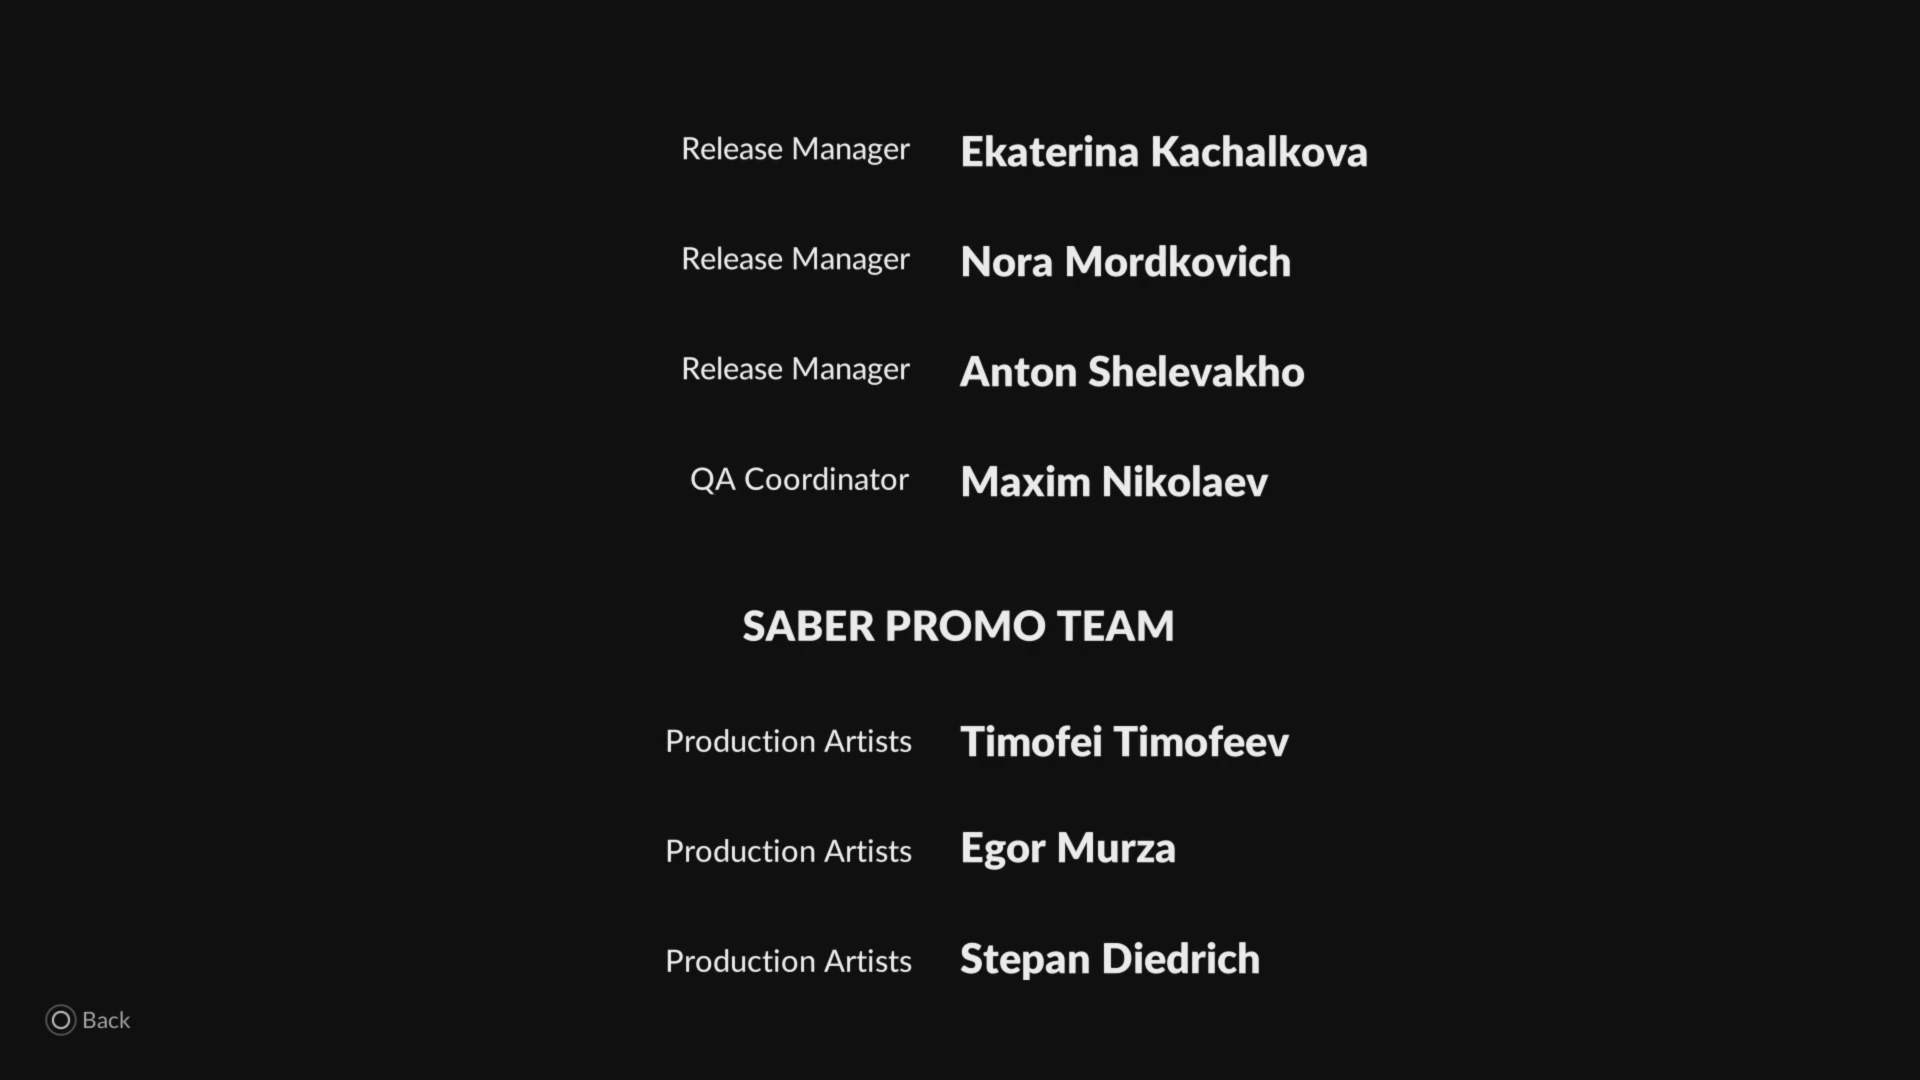 Release Manager Ekaterina Kachalkova
Release Manager Nora Mordkovich
Release Manager Anton Shelevakho
QA Coordinator Maxim Nikolaev
SABER PROMO TEAM
Production Artists Timofei Timofeev
Production Artists Egor Murza
Production Artists Stepan Diedrich
Back